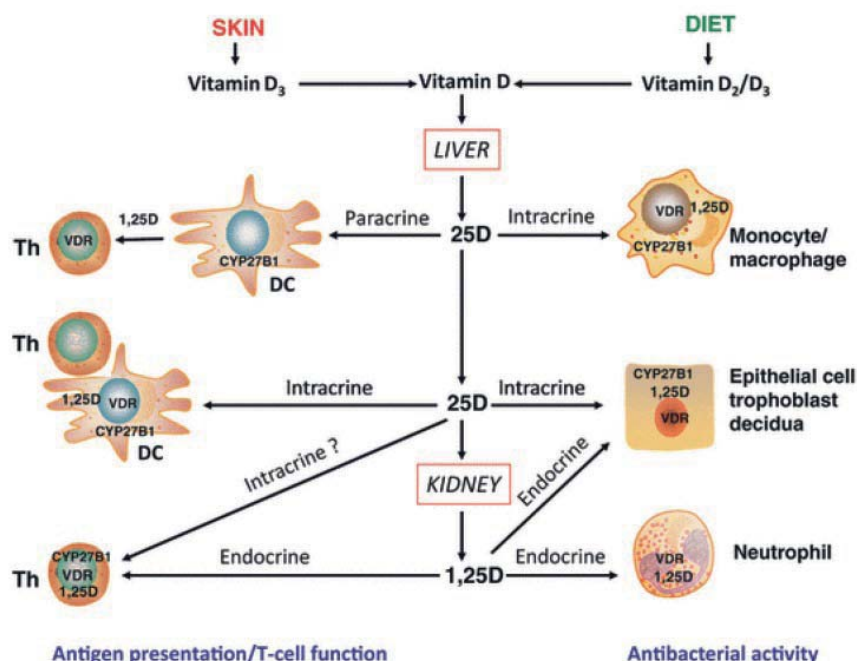 SKIN
DIET
Vitamin D₃
Vitamin D
Vitamin D₂/D₃
LIVER
Th
VDR
1,25D
CYP27B1
DC
Paracrine
25D
Intracrine
VDR
1,25D
CYP27B1
Monocyte/
macrophage
Th
1,25D
VDR
CYP27B1
DC
Intracrine
25D
Intracrine
CYP27B1
1,25D
VDR
Epithelial cell
trophoblast
decidua
Intracrine ?
KIDNEY
Endocrine
Th
CYP27B1
VDR
1,25D
Endocrine
1,25D
Endocrine
VDR
1,25D
Neutrophil
Antigen presentation/T-cell function
Antibacterial activity